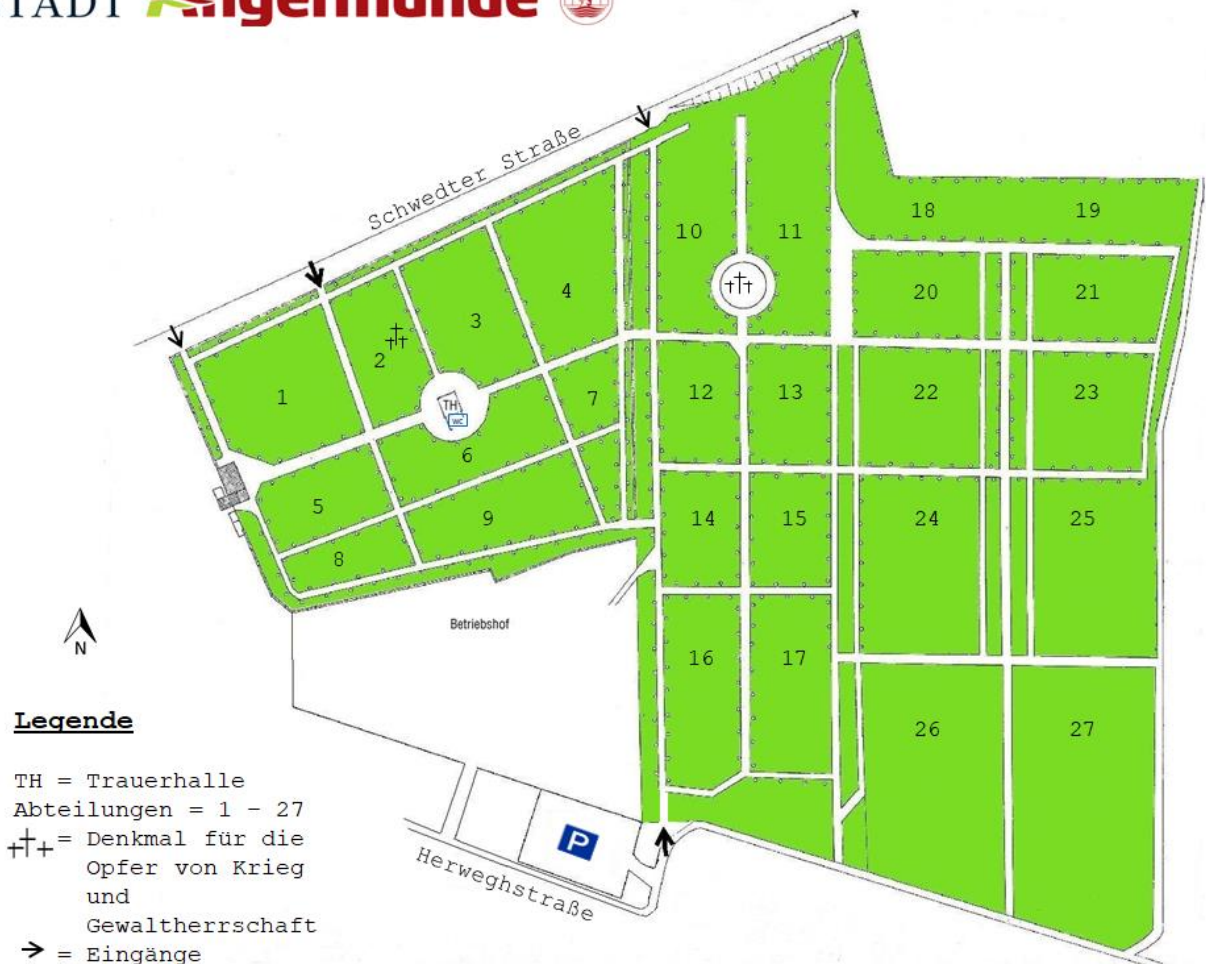 STADT Angermünde
Schwedter Straße
18
19
10
11
4
20
21
3
2
1
TH
WC
7
12
13
22
23
6
5
9
14
15
24
25
8
Betriebshof
N
16
17
26
27
Legende
TH = Trauerhalle
Abteilungen = 1 - 27
= Denkmal für die
Opfer von Krieg
und
Gewaltherrschaft
= Eingänge
P
Herweghstraße